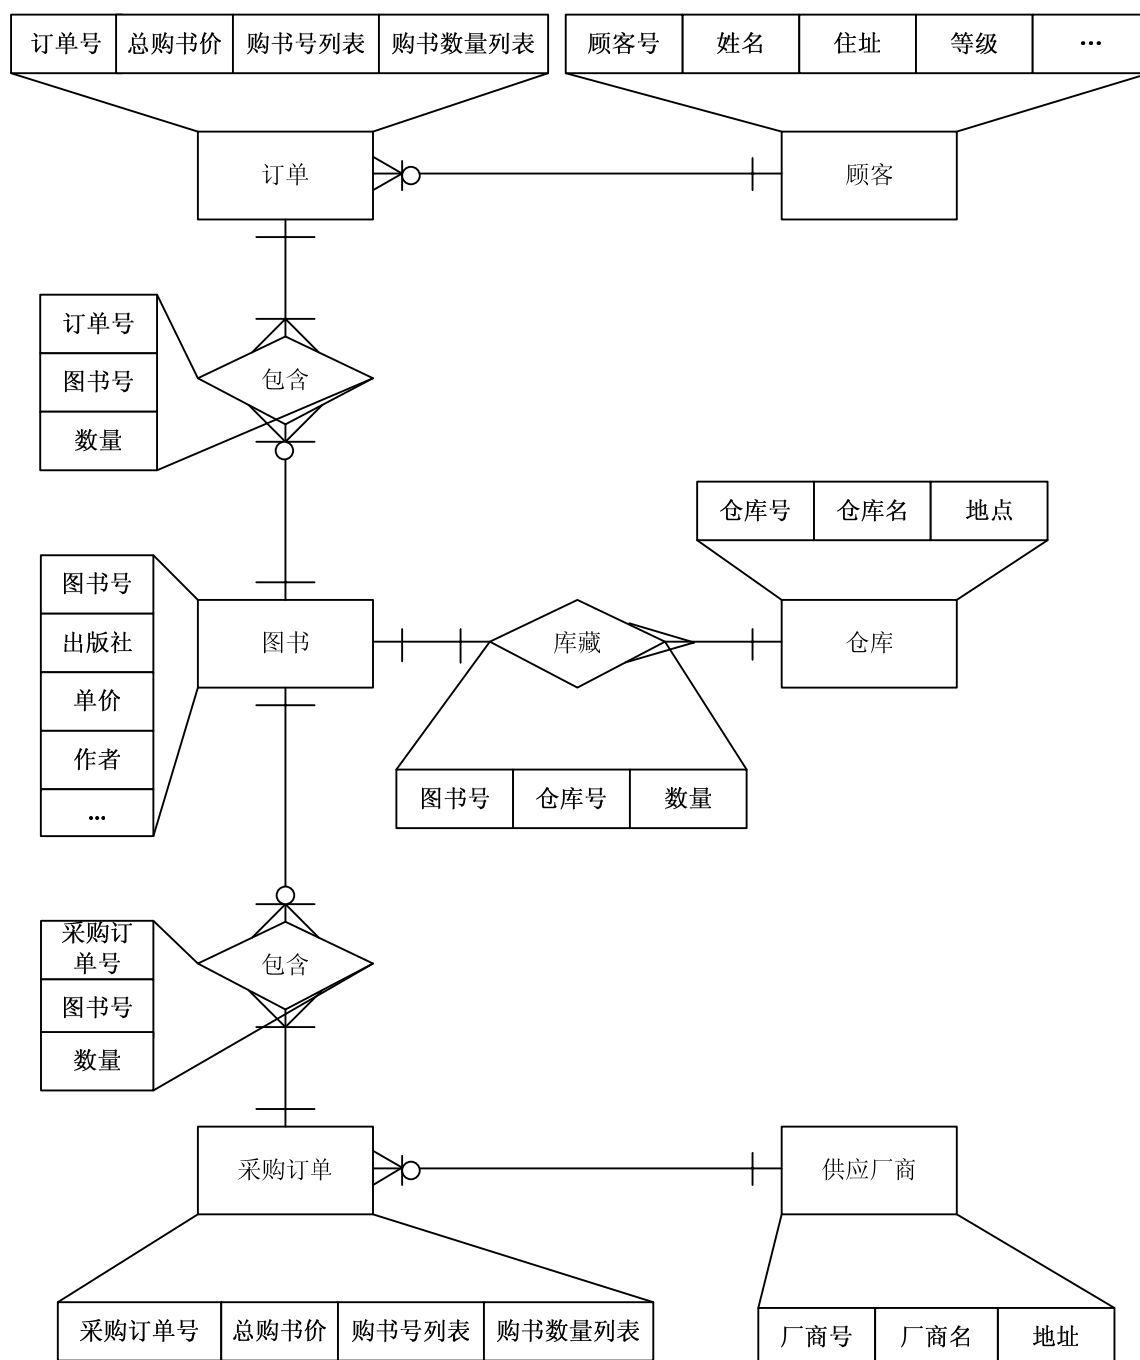 订单号 总购书价 购书号列表 购书数量列表
顾客号 姓名 住址 等级 ...
订单
顾客
订单号
图书号
数量
包含
仓库号 仓库名 地点
图书号
出版社
单价
作者
...
图书
库藏
仓库
图书号 仓库号 数量
采购订
单号
图书号
数量
包含
采购订单
供应厂商
采购订单号 总购书价 购书号列表 购书数量列表
厂商号 厂商名 地址